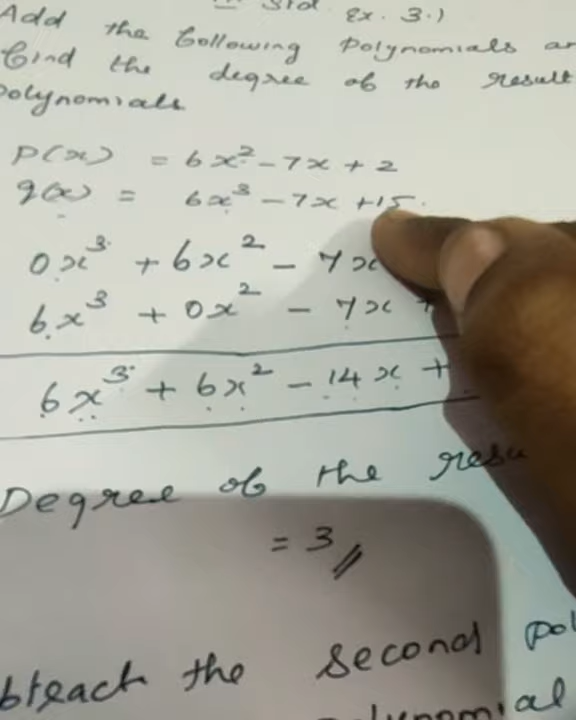 Std Ex. 3.1
Add the following Polynomials
find the degree of the result
Polynomials
P(x) = 6x² - 7x + 2
q(x) = 6x³ - 7x + 15
0x³ + 6x² - 7x
6x³ + 0x² - 7x +
6x³ + 6x² - 14x +
Degree of the
= 3 //
the second